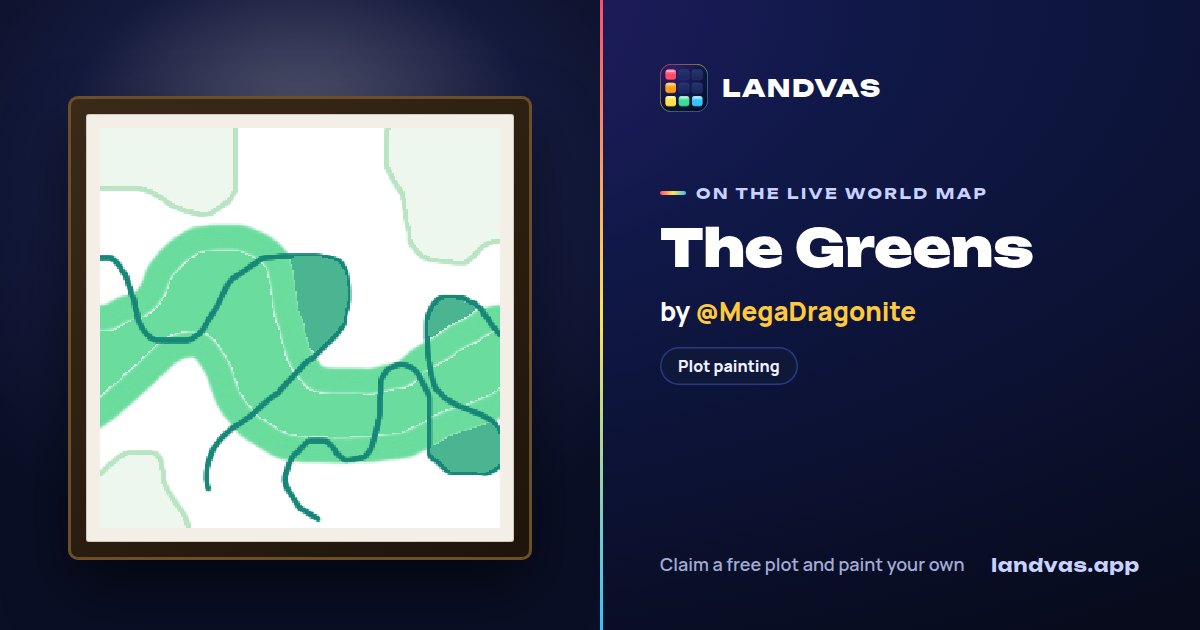 LANDVAS
ON THE LIVE WORLD MAP
The Greens
by @MegaDragonite
Plot painting
Claim a free plot and paint your own landvas.app